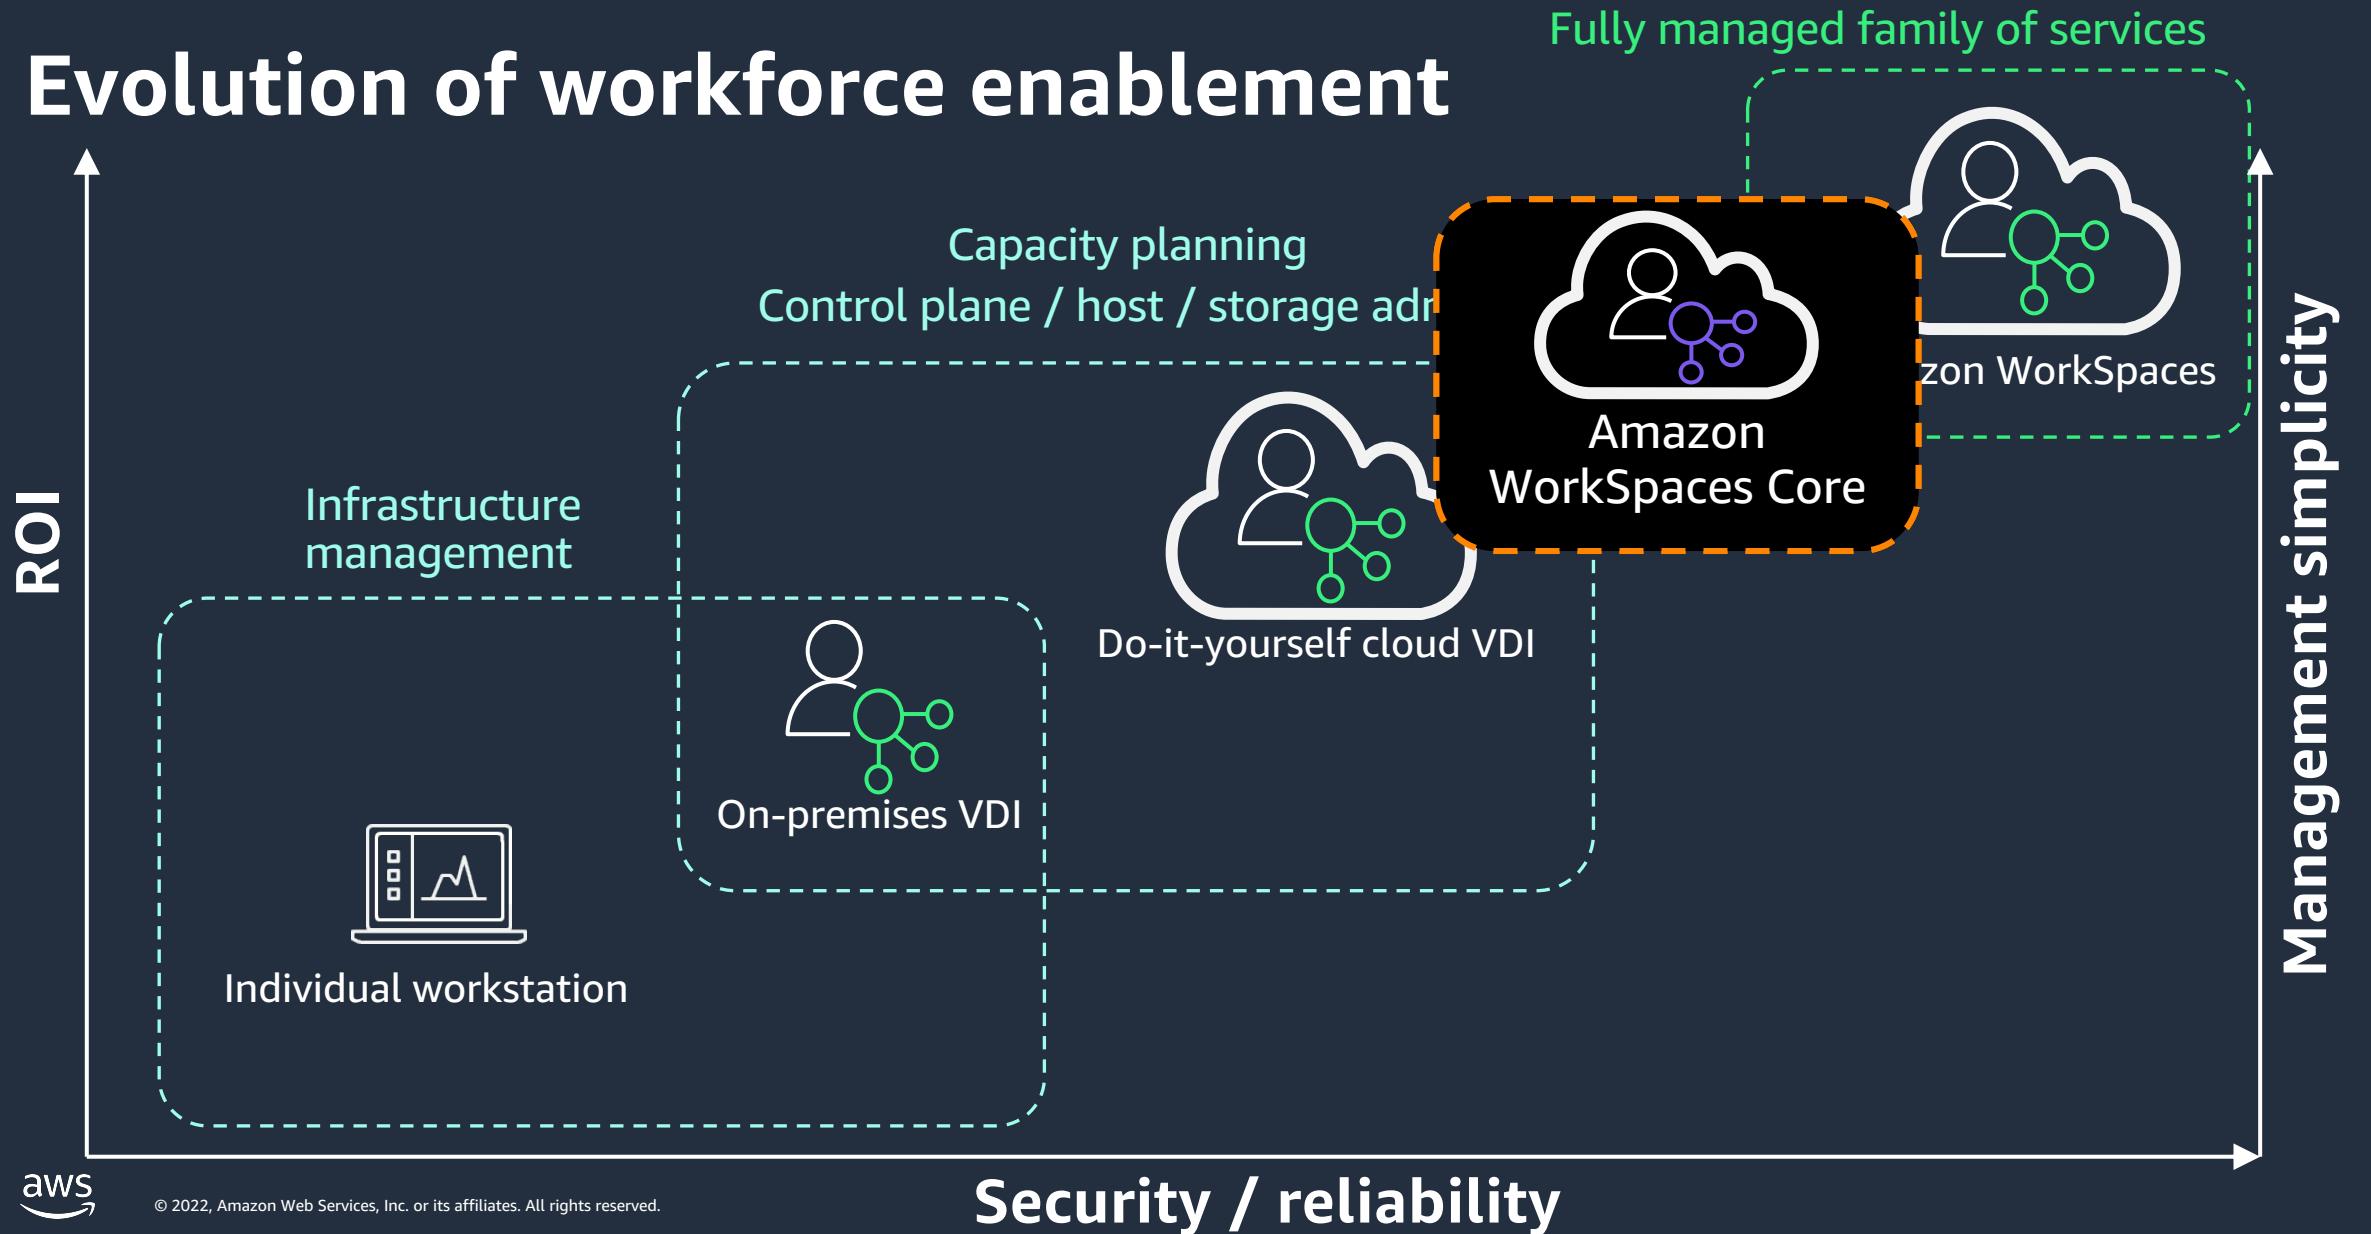 Fully managed family of services
Evolution of workforce enablement
Capacity planning
Control plane / host / storage
Amazon
WorkSpaces Core
WorkSpaces
Infrastructure
management
Do-it-yourself cloud VDI
On-premises VDI
Individual workstation
ROI
Management simplicity
Security / reliability
aws
© 2022, Amazon Web Services, Inc. or its affiliates. All rights reserved.